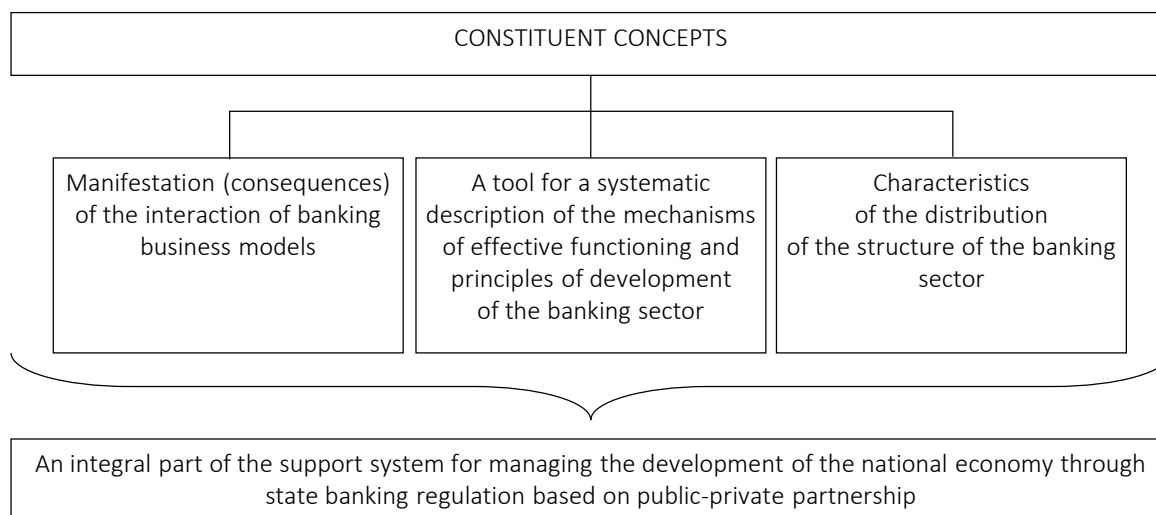 CONSTITUENT CONCEPTS
Manifestation (consequences)
of the interaction of banking
business models
A tool for a systematic
description of the mechanisms
of effective functioning and
principles of development
of the banking sector
Characteristics
of the distribution
of the structure of the banking
sector
An integral part of the support system for managing the development of the national economy through
state banking regulation based on public-private partnership